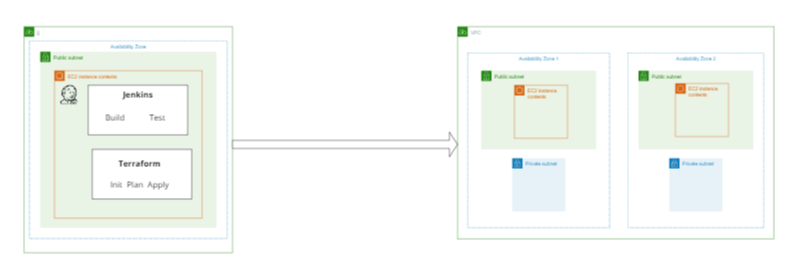 Availability Zone
Public subnet
EC2 instance contents
Jenkins
Build Test
Terraform
Init Plan Apply
VPC
Availability Zone 1
Public subnet
EC2 instance
contents
Private subnet
Availability Zone 2
Public subnet
EC2 instance
contents
Private subnet